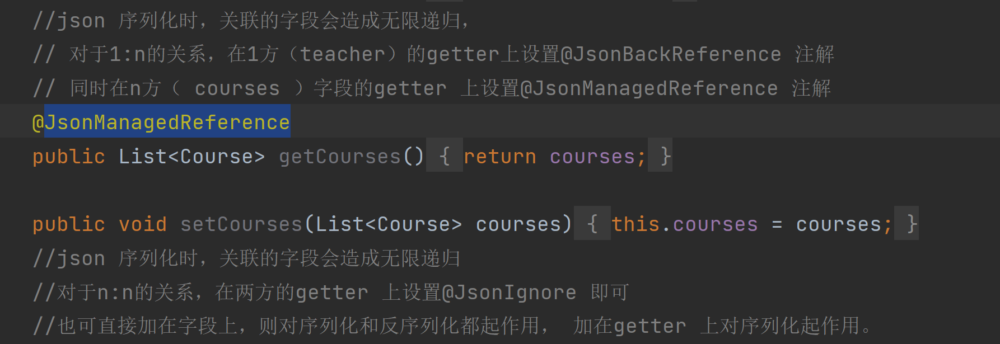 //json 序列化时，关联的字段会造成无限递归，
// 对于1:n的关系，在1方（teacher）的getter上设置@JsonBackReference 注解
// 同时在n方（ courses ）字段的getter 上设置@JsonManagedReference 注解
@JsonManagedReference
public List<Course> getCourses() { return courses; }
public void setCourses(List<Course> courses) { this.courses = courses; }
//json 序列化时，关联的字段会造成无限递归
//对于n:n的关系，在两方的getter 上设置@JsonIgnore 即可
//也可直接加在字段上，则对序列化和反序列化都起作用， 加在getter 上对序列化起作用。